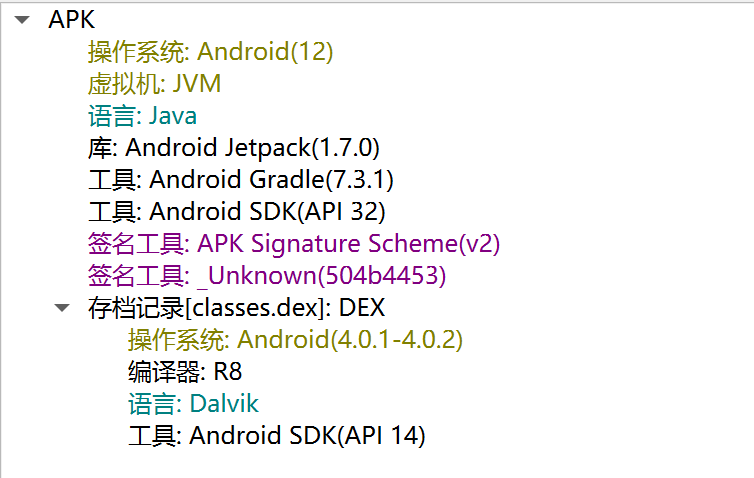 APK
操作系统: Android(12)
虚拟机: JVM
语言: Java
库: Android Jetpack(1.7.0)
工具: Android Gradle(7.3.1)
工具: Android SDK(API 32)
签名工具: APK Signature Scheme(v2)
签名工具: _Unknown(504b4453)
存档记录[classes.dex]: DEX
操作系统: Android(4.0.1-4.0.2)
编译器: R8
语言: Dalvik
工具: Android SDK(API 14)